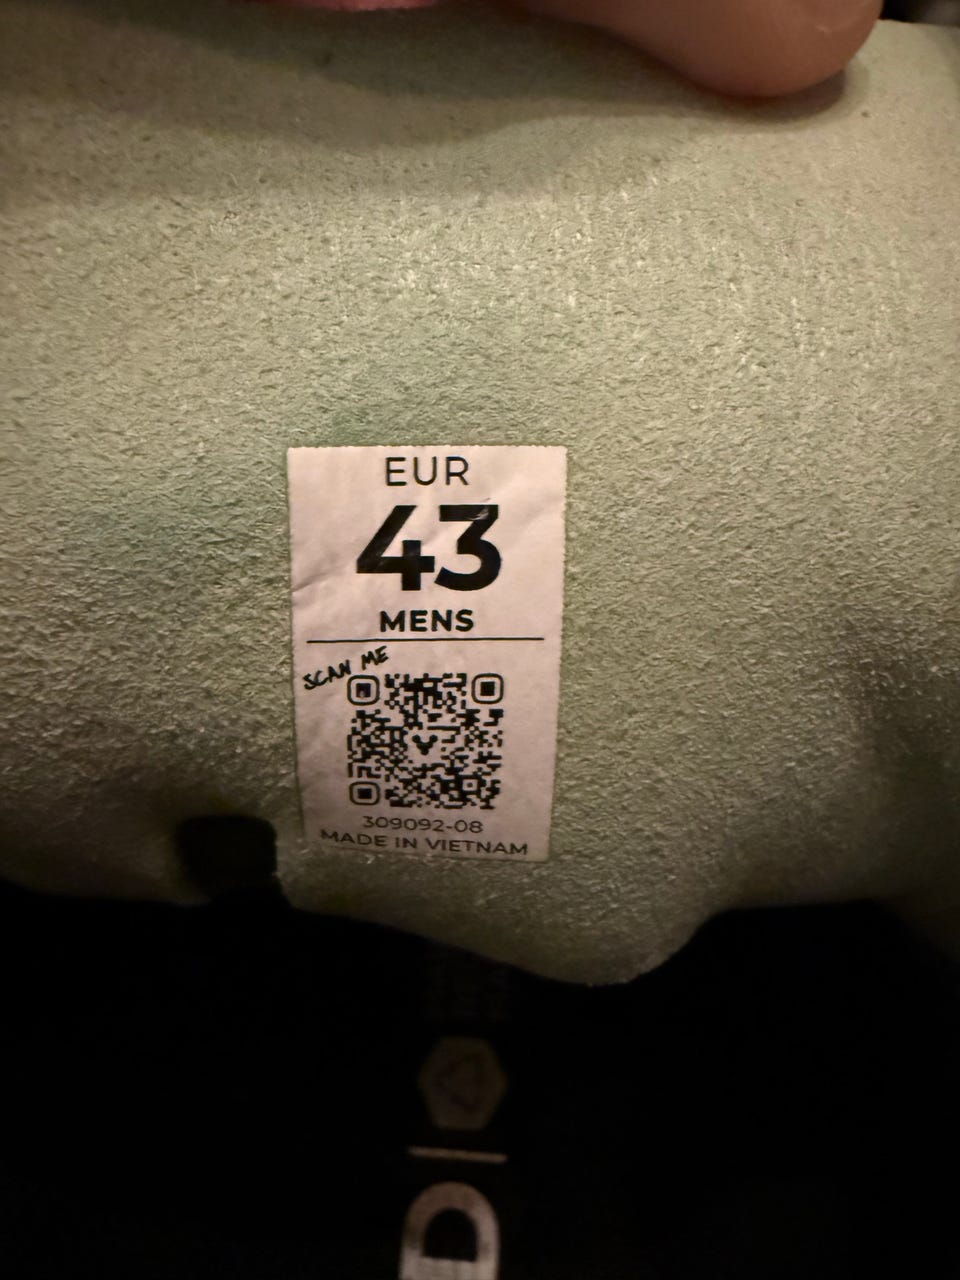 EUR
43
MENS
SCAN ME
309092-08
MADE IN VIETNAM
D